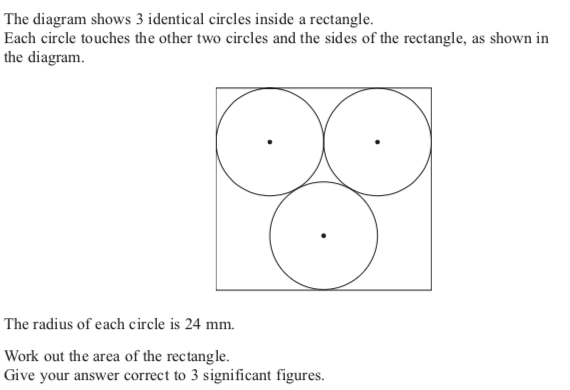 The diagram shows 3 identical circles inside a rectangle.
Each circle touches the other two circles and the sides of the rectangle, as shown in
the diagram.
The radius of each circle is 24 mm.
Work out the area of the rectangle.
Give your answer correct to 3 significant figures.